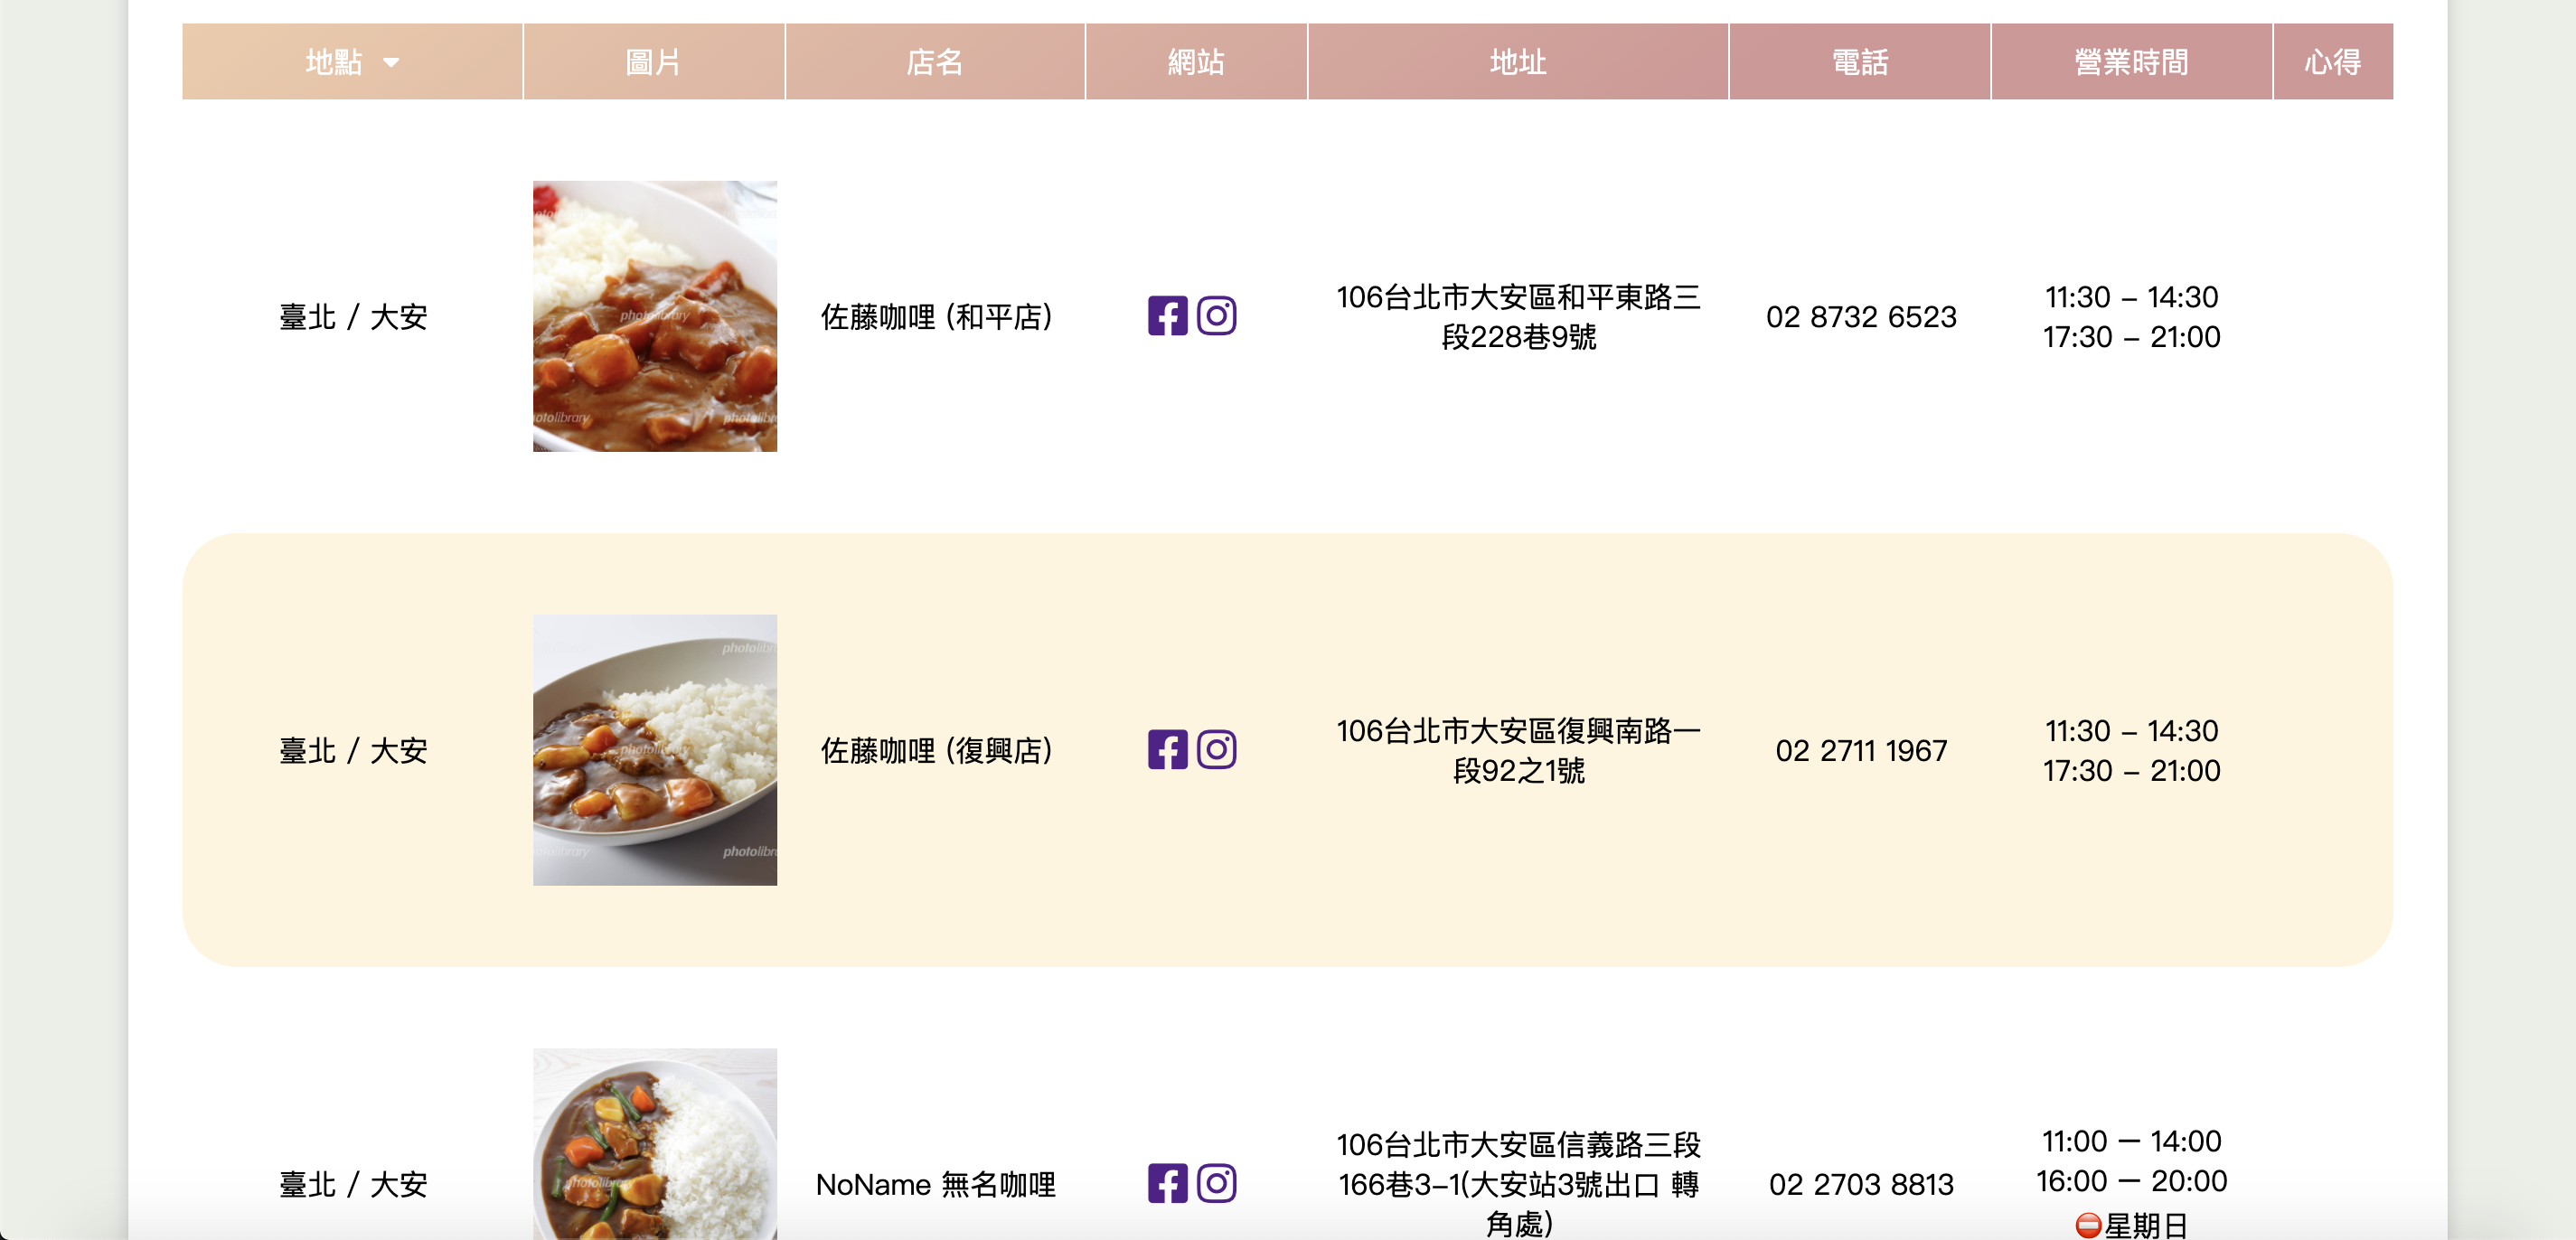 地點
圖片
店名
網站
地址
電話
營業時間
心得
臺北 / 大安
photolibrary
photolibrary
佐藤咖哩 (和平店)
106台北市大安區和平東路三
段228巷9號
02 8732 6523
11:30 – 14:30
17:30 – 21:00
臺北 / 大安
photolibrary
photolibrary
佐藤咖哩 (復興店)
106台北市大安區復興南路一
段92之1號
02 2711 1967
11:30 – 14:30
17:30 – 21:00
臺北 / 大安
photolibrary
NoName 無名咖哩
106台北市大安區信義路三段
166巷3-1(大安站3號出口 轉
角處)
02 2703 8813
11:00 — 14:00
16:00 — 20:00
⛔星期日